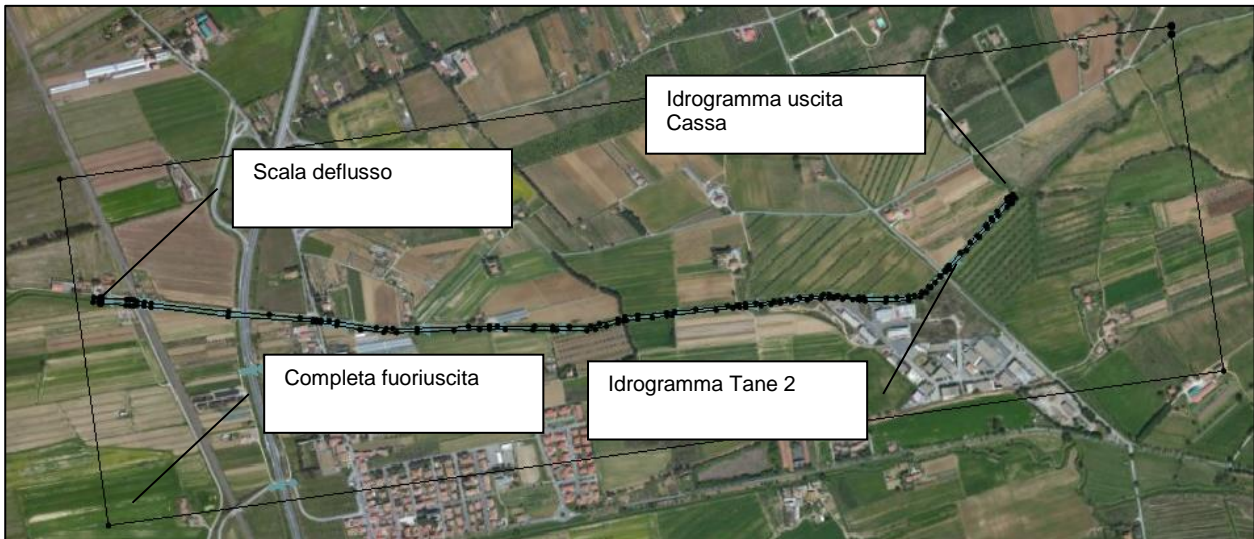 Idrogramma uscita
Cassa
Scala deflusso
Completa fuoriuscita
Idrogramma Tane 2